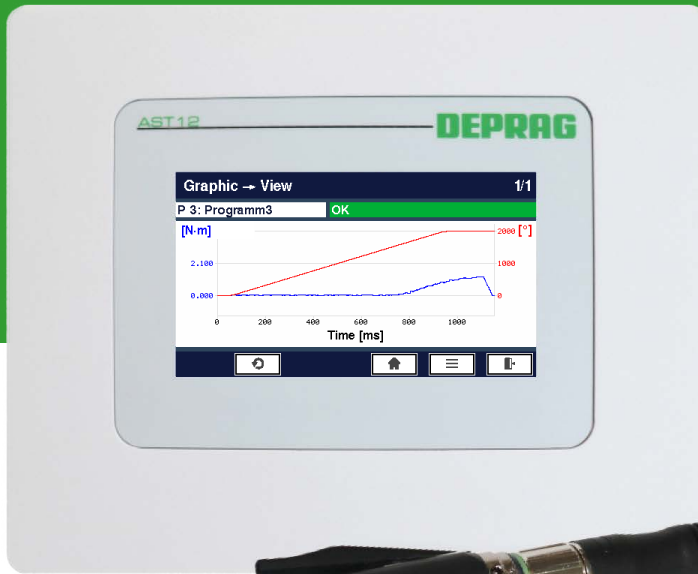 AST12
DEPRAG
Graphic → View 1/1
P 3: Programm3 OK
[N·m] 2000 [°]
2.100 1000
0.000 0
0 200 400 600 800 1000
Time [ms]